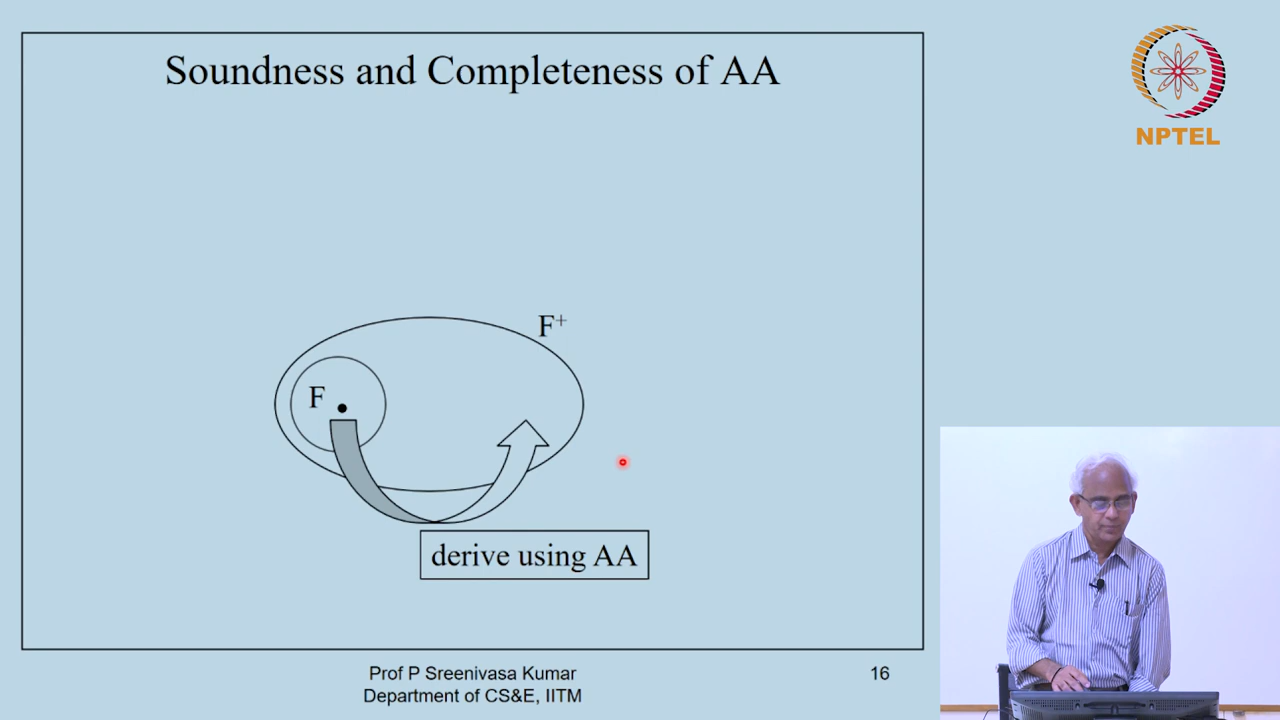 Soundness and Completeness of AA
NPTEL
F+
F
derive using AA
Prof P Sreenivasa Kumar
Department of CS&E, IITM
16